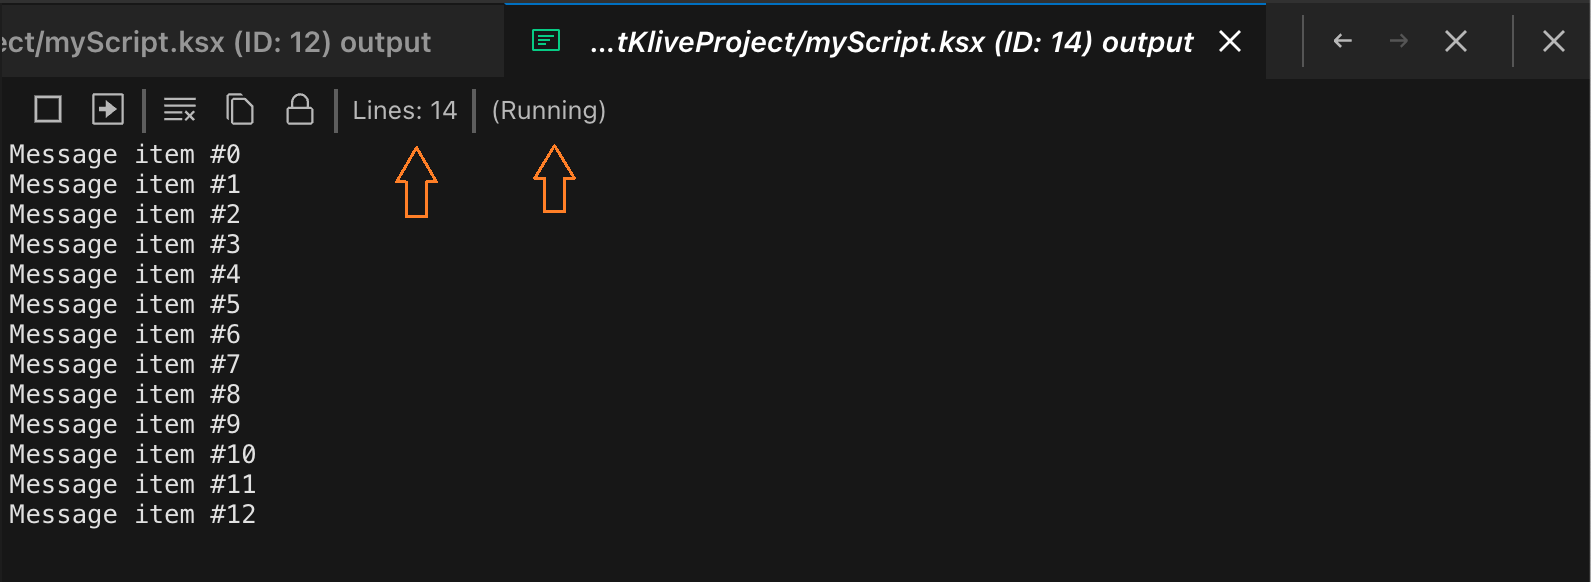 ect/myScript.ksx (ID: 12) output
...tKliveProject/myScript.ksx (ID: 14) output
Lines: 14
(Running)
Message item #0
Message item #1
Message item #2
Message item #3
Message item #4
Message item #5
Message item #6
Message item #7
Message item #8
Message item #9
Message item #10
Message item #11
Message item #12